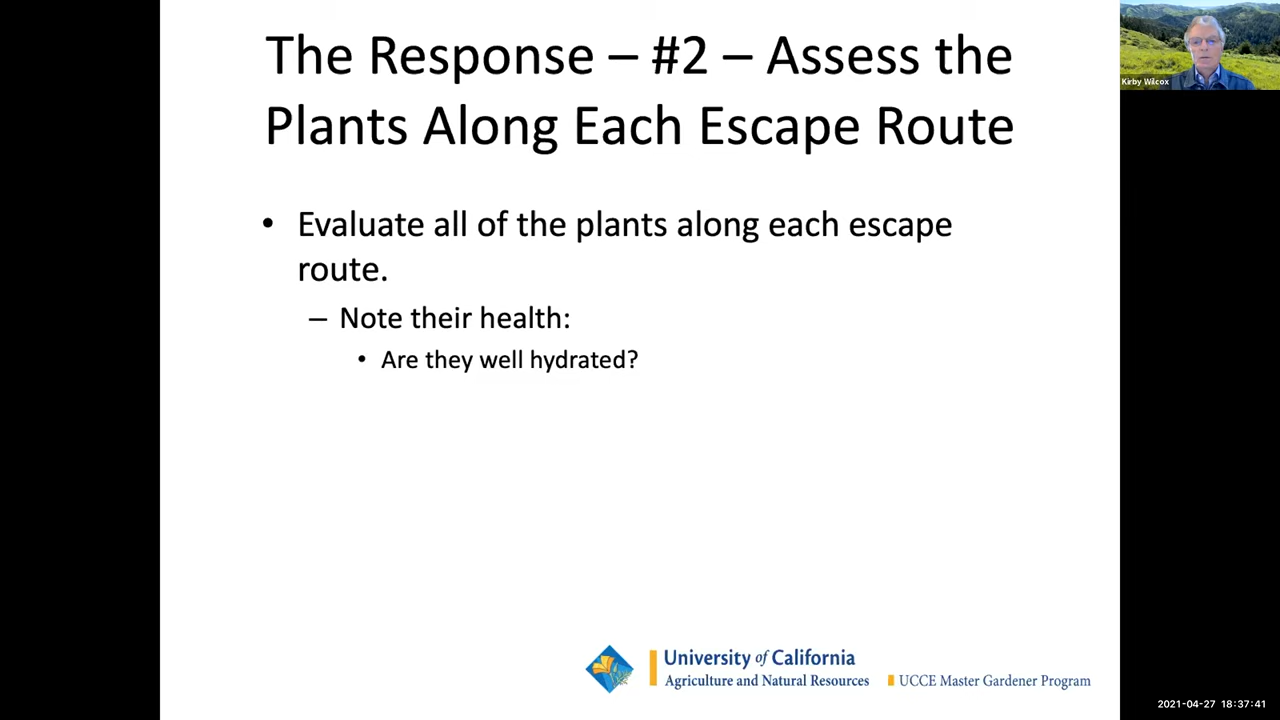 The Response – #2 – Assess the
Plants Along Each Escape Route
• Evaluate all of the plants along each escape
route.
– Note their health:
• Are they well hydrated?
Kirby Wilcox
University of California
Agriculture and Natural Resources
UCCE Master Gardener Program
2021-04-27 18:37:41